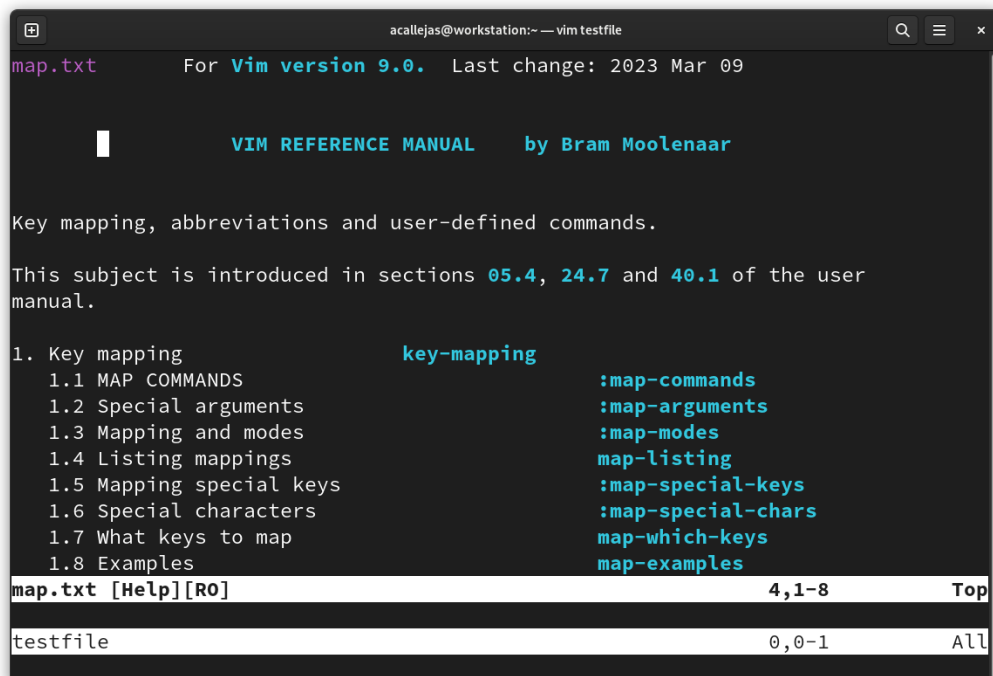 acallejas@workstation:~ — vim testfile
map.txt For Vim version 9.0. Last change: 2023 Mar 09
VIM REFERENCE MANUAL by Bram Moolenaar
Key mapping, abbreviations and user-defined commands.
This subject is introduced in sections 05.4, 24.7 and 40.1 of the user
manual.
1. Key mapping key-mapping
1.1 MAP COMMANDS :map-commands
1.2 Special arguments :map-arguments
1.3 Mapping and modes :map-modes
1.4 Listing mappings map-listing
1.5 Mapping special keys :map-special-keys
1.6 Special characters :map-special-chars
1.7 What keys to map map-which-keys
1.8 Examples map-examples
map.txt [Help][RO] 4,1-8 Top
testfile 0,0-1 All